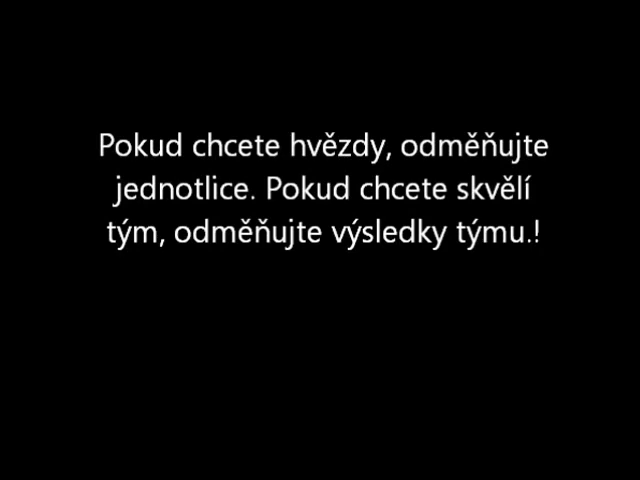 Pokud chcete hvězdy, odměňujte
jednotlice. Pokud chcete skvělí
tým, odměňujte výsledky týmu.!